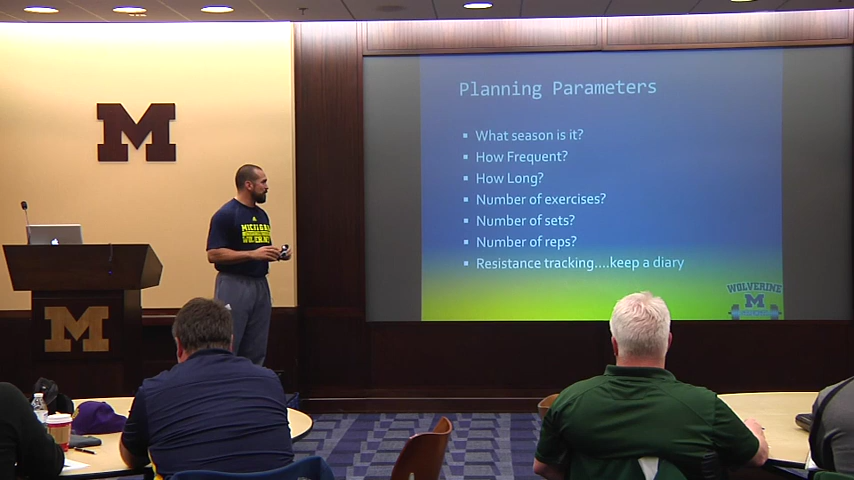 M
Planning Parameters
What season is it?
How Frequent?
How Long?
Number of exercises?
Number of sets?
Number of reps?
Resistance tracking....keep a diary
WOLVERINE
M
MICHIGAN
M